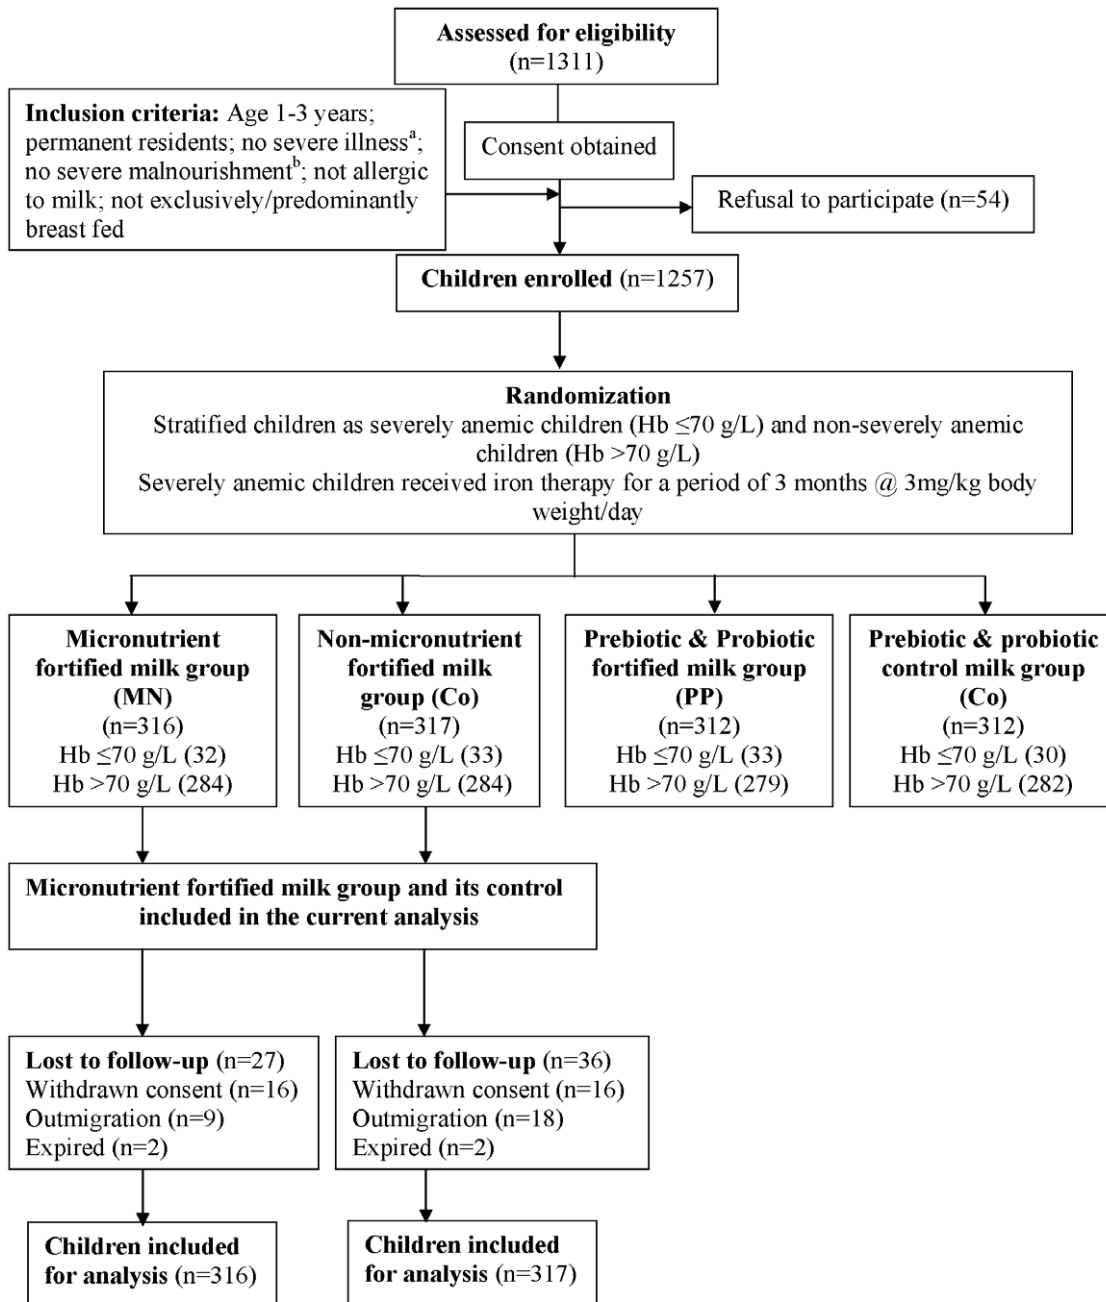 Assessed for eligibility
(n=1311)
Inclusion criteria: Age 1-3 years;
permanent residents; no severe illnessᵃ;
no severe malnourishmentᵇ; not allergic
to milk; not exclusively/predominantly
breast fed
Consent obtained
Refusal to participate (n=54)
Children enrolled (n=1257)
Randomization
Stratified children as severely anemic children (Hb ≤70 g/L) and non-severely anemic
children (Hb >70 g/L)
Severely anemic children received iron therapy for a period of 3 months @ 3mg/kg body
weight/day
Micronutrient
fortified milk group
(MN)
(n=316)
Hb ≤70 g/L (32)
Hb >70 g/L (284)
Non-micronutrient
fortified milk
group (Co)
(n=317)
Hb ≤70 g/L (33)
Hb >70 g/L (284)
Prebiotic & Probiotic
fortified milk group
(PP)
(n=312)
Hb ≤70 g/L (33)
Hb >70 g/L (279)
Prebiotic & probiotic
control milk group
(Co)
(n=312)
Hb ≤70 g/L (30)
Hb >70 g/L (282)
Micronutrient fortified milk group and its control
included in the current analysis
Lost to follow-up (n=27)
Withdrawn consent (n=16)
Outmigration (n=9)
Expired (n=2)
Lost to follow-up (n=36)
Withdrawn consent (n=16)
Outmigration (n=18)
Expired (n=2)
Children included
for analysis (n=316)
Children included
for analysis (n=317)